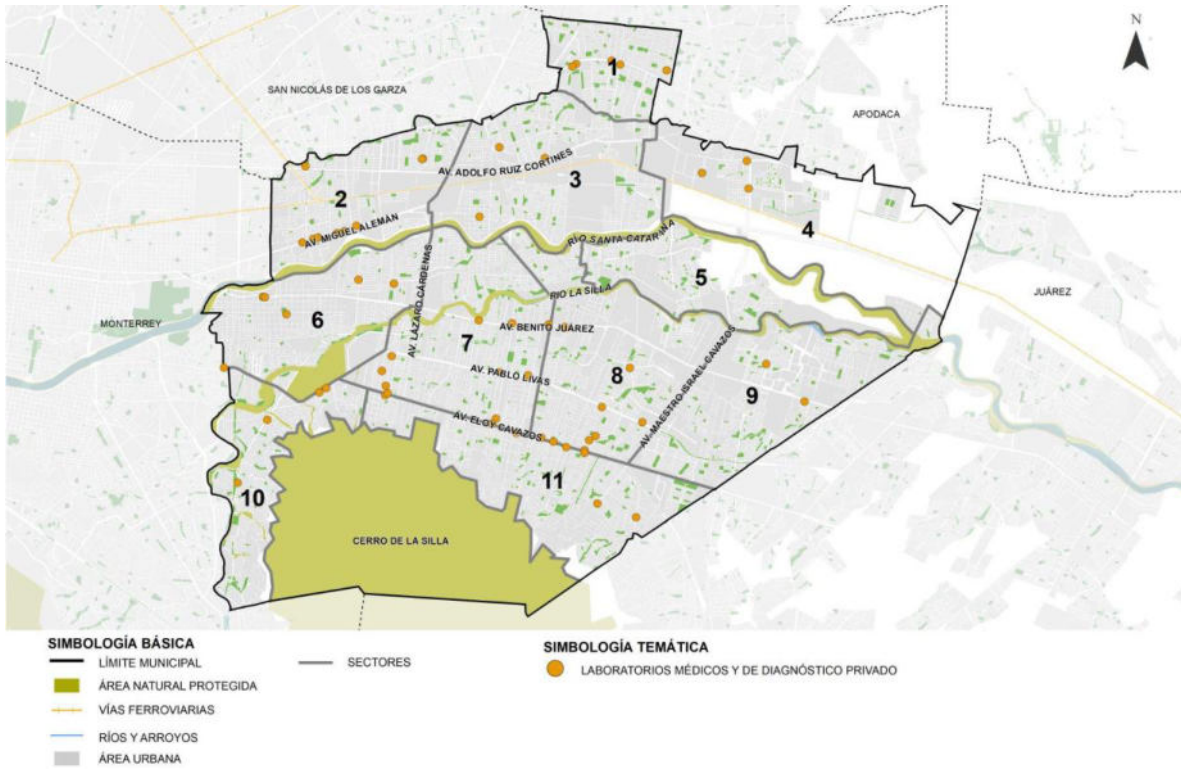 N
1
SAN NICOLÁS DE LOS GARZA
APODACA
AV. ADOLFO RUIZ CORTINES
3
2
AV. MIGUEL ALEMÁN
4
RÍO SANTA CATARINA
5
AV. LÁZARO CÁRDENAS
JUÁREZ
RIO LA SILLA
MONTERREY
6
AV. BENITO JUÁREZ
7
AV. PABLO LIVAS
8
AV. MAESTRO ISRAEL CAVAZOS
9
AV. ELOY CAVAZOS
11
10
CERRO DE LA SILLA
SIMBOLOGÍA BÁSICA
LÍMITE MUNICIPAL
ÁREA NATURAL PROTEGIDA
VÍAS FERROVIARIAS
RÍOS Y ARROYOS
ÁREA URBANA
SECTORES
SIMBOLOGÍA TEMÁTICA
LABORATORIOS MÉDICOS Y DE DIAGNÓSTICO PRIVADO